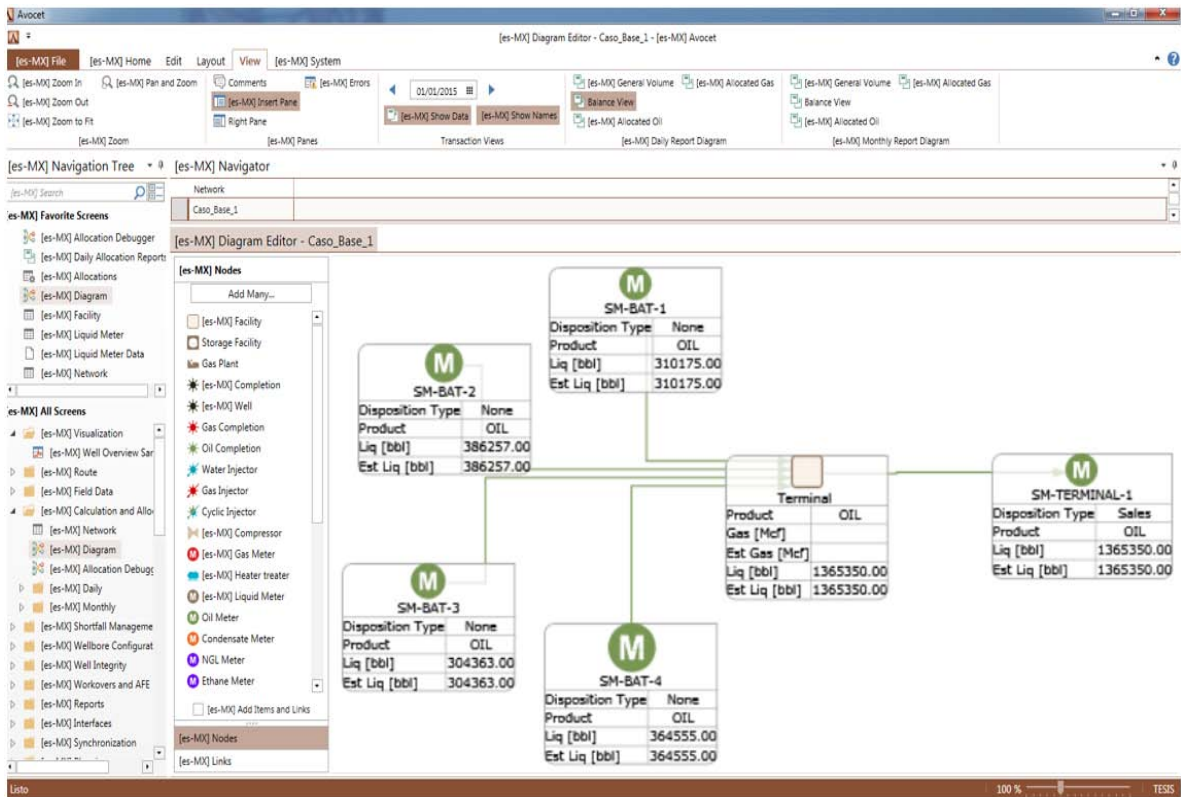 Avocet
[es-MX] Diagram Editor - Caso_Base_1 - [es-MX] Avocet
[es-MX] File [es-MX] Home Edit Layout View [es-MX] System
[es-MX] Zoom In [es-MX] Pan and Zoom Comments [es-MX] Errors 01/01/2015 [es-MX] General Volume [es-MX] Allocated Gas [es-MX] General Volume [es-MX] Allocated Gas
[es-MX] Zoom Out [es-MX] Insert Pane [es-MX] Show Data [es-MX] Show Names Balance View Balance View
[es-MX] Zoom to Fit Right Pane [es-MX] Allocated Oil [es-MX] Allocated Oil
[es-MX] Zoom [es-MX] Panes Transaction Views [es-MX] Daily Report Diagram [es-MX] Monthly Report Diagram
[es-MX] Navigation Tree
[es-MX] Search
es-MX] Favorite Screens
[es-MX] Allocation Debugger
[es-MX] Daily Allocation Reports
[es-MX] Allocations
[es-MX] Diagram
[es-MX] Facility
[es-MX] Liquid Meter
[es-MX] Liquid Meter Data
[es-MX] Network
es-MX] All Screens
[es-MX] Visualization
[es-MX] Well Overview Sar
[es-MX] Route
[es-MX] Field Data
[es-MX] Calculation and Allo
[es-MX] Network
[es-MX] Diagram
[es-MX] Allocation Debugg
[es-MX] Daily
[es-MX] Monthly
[es-MX] Shortfall Manageme
[es-MX] Wellbore Configurat
[es-MX] Well Integrity
[es-MX] Workovers and AFE
[es-MX] Reports
[es-MX] Interfaces
[es-MX] Synchronization
[es-MX] Navigator
Network
Caso_Base_1
[es-MX] Diagram Editor - Caso_Base_1
[es-MX] Nodes
Add Many...
[es-MX] Facility
Storage Facility
Gas Plant
[es-MX] Completion
[es-MX] Well
Gas Completion
Oil Completion
Water Injector
Gas Injector
Cyclic Injector
[es-MX] Compressor
M [es-MX] Gas Meter
[es-MX] Heater treater
M [es-MX] Liquid Meter
M Oil Meter
M Condensate Meter
M NGL Meter
M Ethane Meter
[es-MX] Add Items and Links
[es-MX] Nodes
[es-MX] Links
M
SM-BAT-1
Disposition Type None
Product OIL
Liq [bbl] 310175.00
Est Liq [bbl] 310175.00
M
SM-BAT-2
Disposition Type None
Product OIL
Liq [bbl] 386257.00
Est Liq [bbl] 386257.00
M
SM-BAT-3
Disposition Type None
Product OIL
Liq [bbl] 304363.00
Est Liq [bbl] 304363.00
M
SM-BAT-4
Disposition Type None
Product OIL
Liq [bbl] 364555.00
Est Liq [bbl] 364555.00
Terminal
Product OIL
Gas [Mcf]
Est Gas [Mcf]
Liq [bbl] 1365350.00
Est Liq [bbl] 1365350.00
M
SM-TERMINAL-1
Disposition Type Sales
Product OIL
Liq [bbl] 1365350.00
Est Liq [bbl] 1365350.00
Listo 100 % TESIS